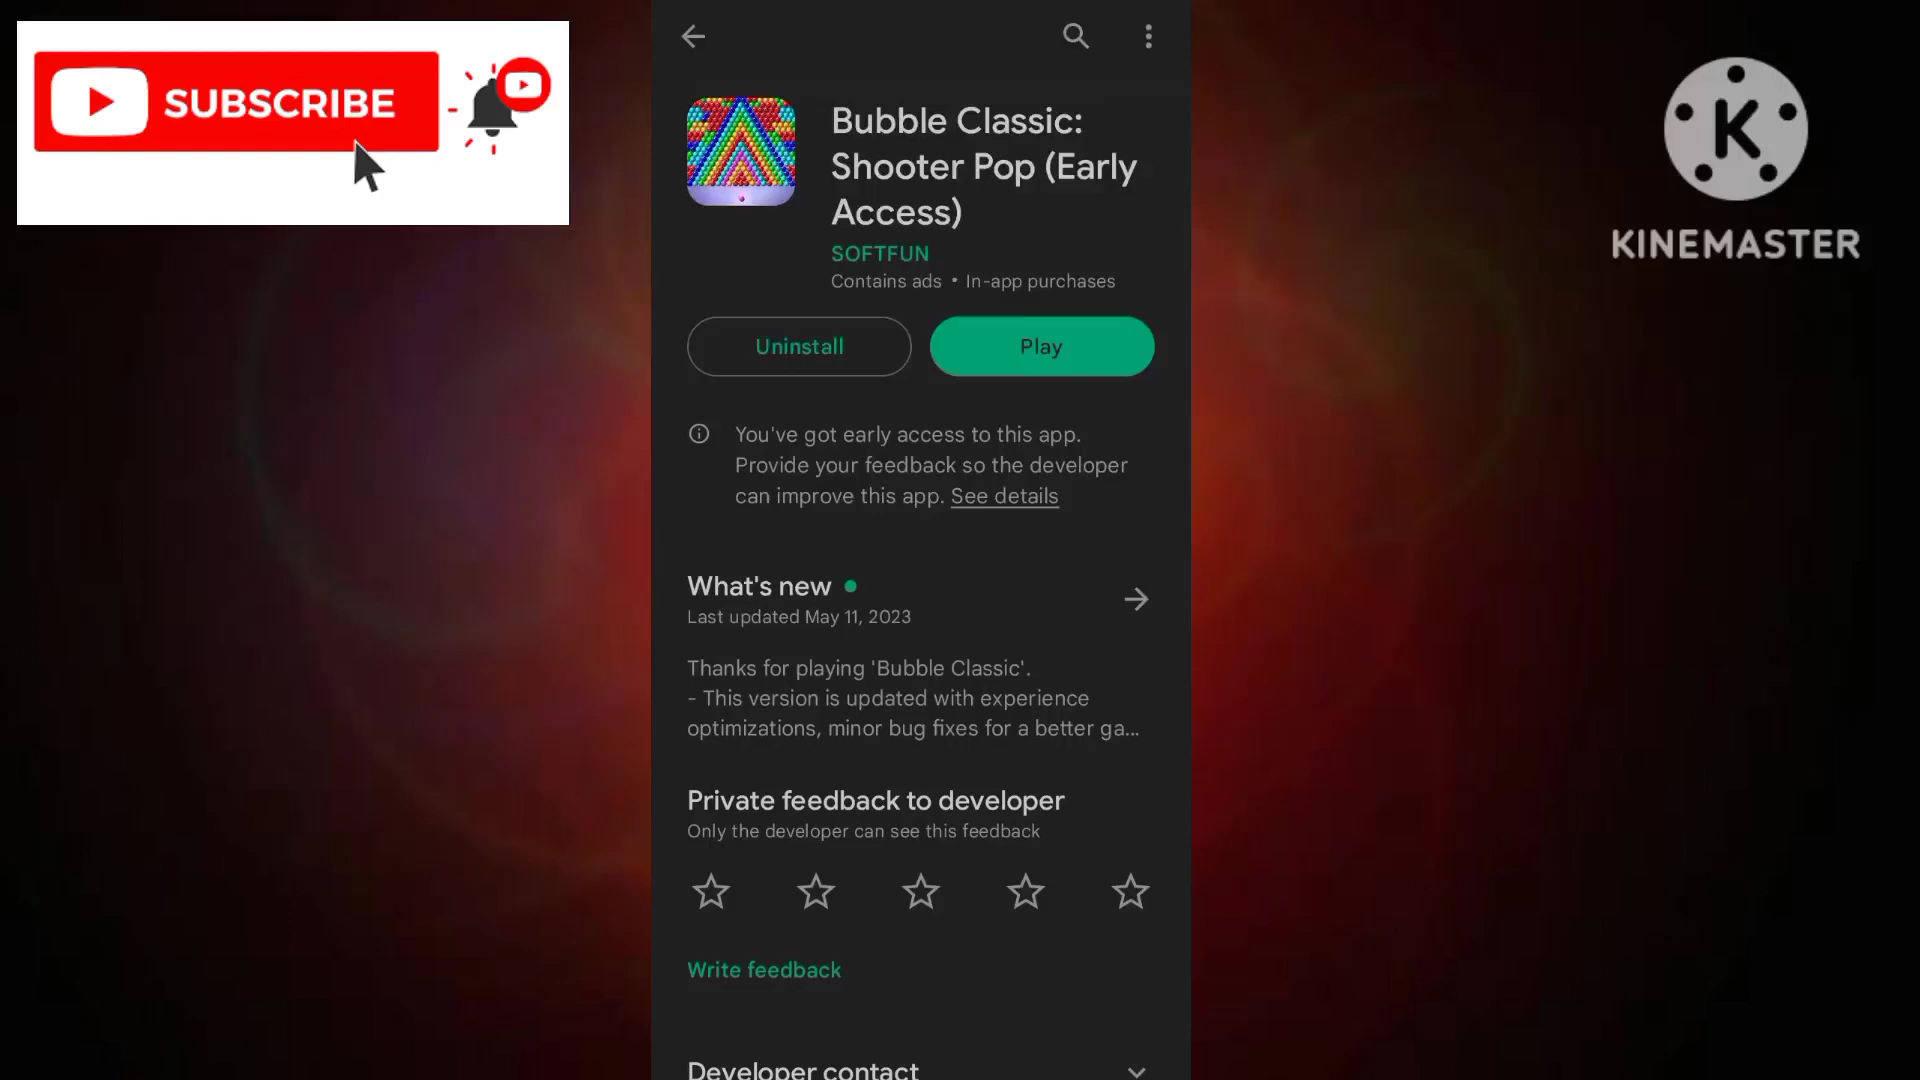 SUBSCRIBE
K
KINEMASTER
Bubble Classic:
Shooter Pop (Early
Access)
SOFTFUN
Contains ads • In-app purchases
Uninstall
Play
You've got early access to this app.
Provide your feedback so the developer
can improve this app. See details
What's new
Last updated May 11, 2023
Thanks for playing 'Bubble Classic'.
- This version is updated with experience
optimizations, minor bug fixes for a better ga...
Private feedback to developer
Only the developer can see this feedback
Write feedback
Developer contact